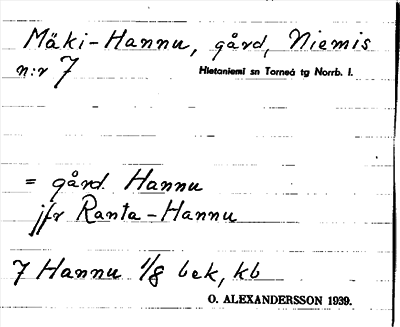 Mäki-Hannu, gård, Niemis
n:r 7 Hietaniemi sn Torneå tg Norrb. l.
= gård Hannu
jfr Ranta-Hannu
7 Hannu 1/8 bek, kb
O. ALEXANDERSSON 1939.